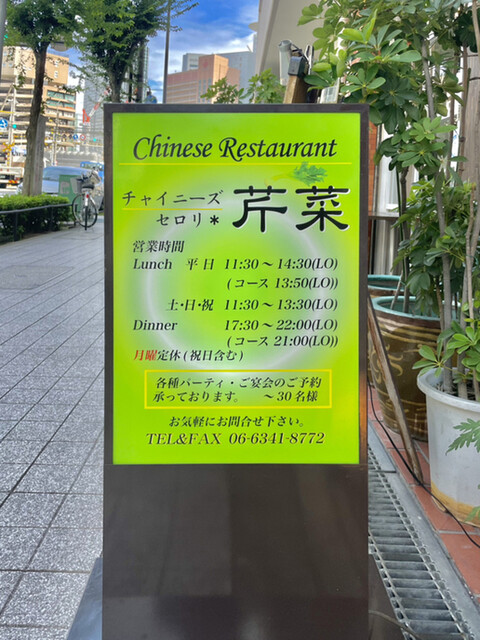 Chinese Restaurant
チャイニーズ
セロリ＊ 芹菜
営業時間
Lunch 平日 11:30～14:30(LO)
(コース 13:50(LO))
土・日・祝 11:30～13:30(LO)
Dinner 17:30～22:00(LO)
(コース 21:00(LO))
月曜定休(祝日含む)
各種パーティ・ご宴会のご予約
承っております。 ～30名様
お気軽にお問合せ下さい。
TEL&FAX 06-6341-8772